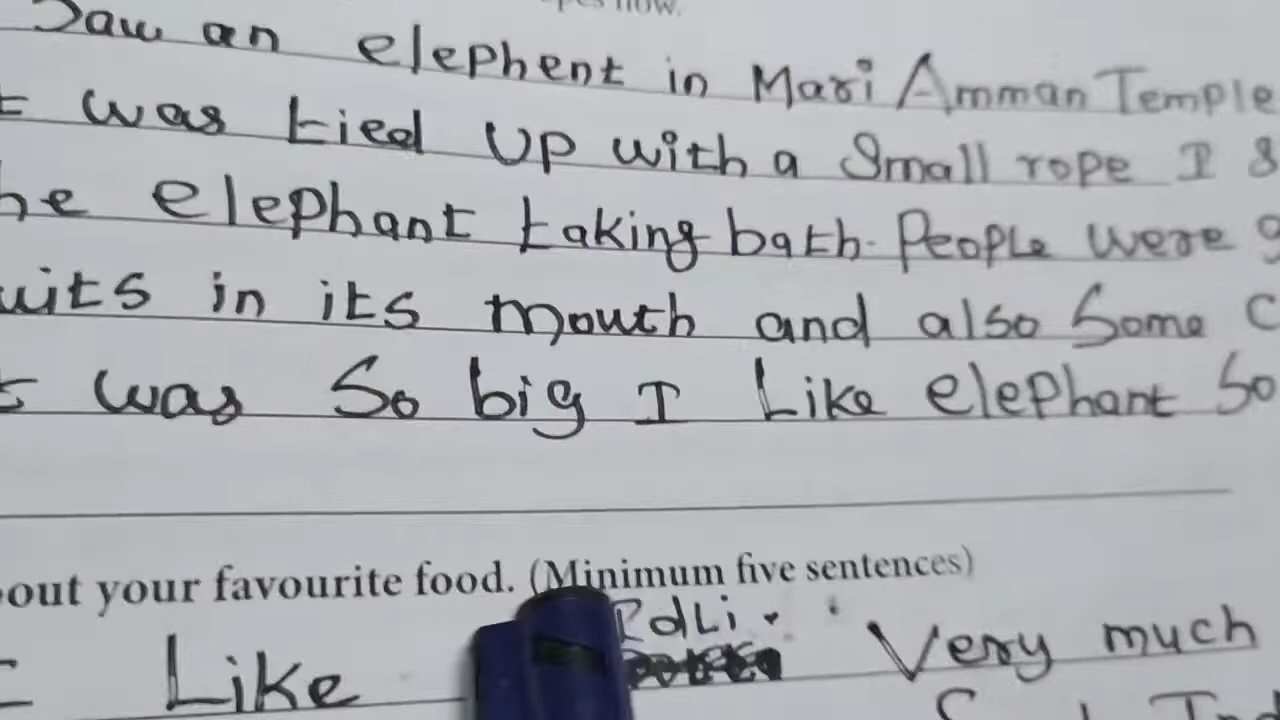 Saw an elephent in Mari Amman Temple
was tied up with a small rope I
he elephant taking bath. People were
uits in its mouth and also Some
was So big I Like elephant So
out your favourite food. (Minimum five sentences)
Like Very much